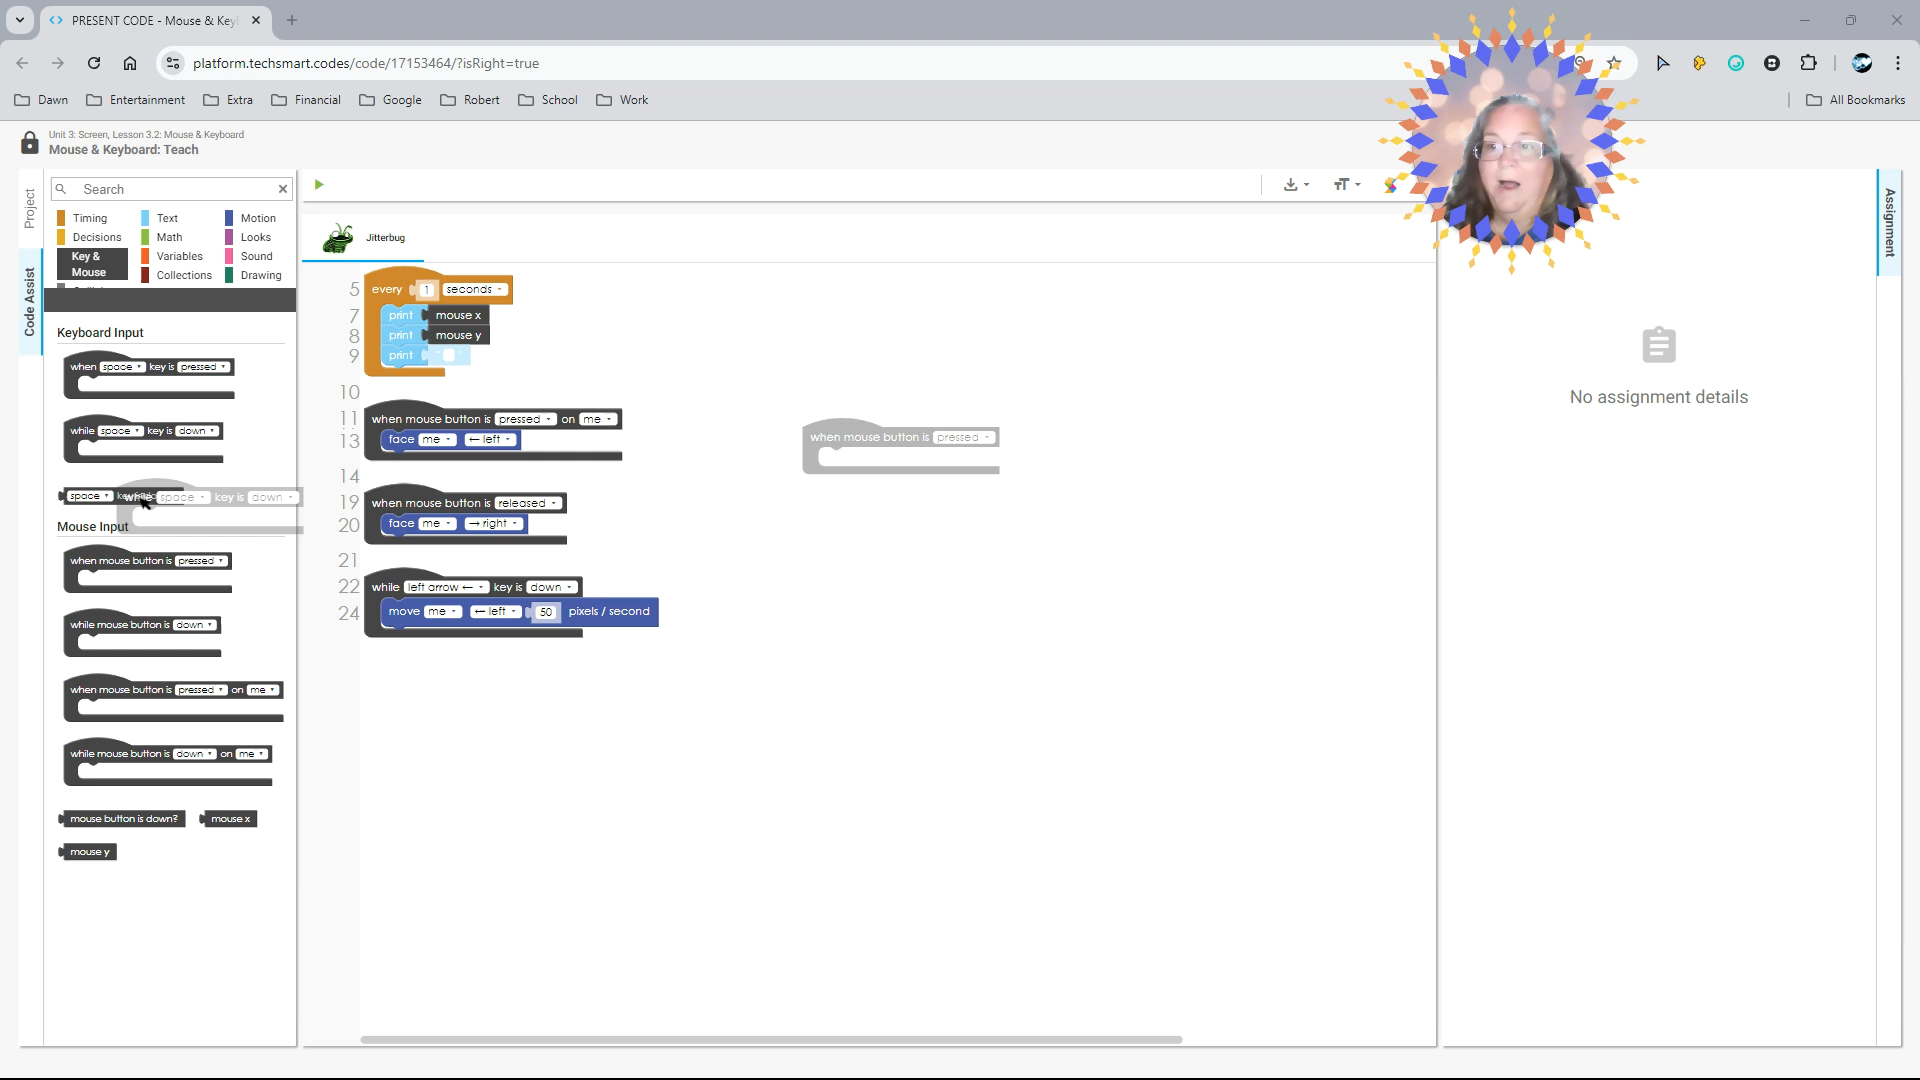 PRESENT CODE - Mouse & Key
platform.techsmart.codes/code/17153464/?isRight=true
Dawn Entertainment Extra Financial Google Robert School Work All Bookmarks
Unit 3: Screen, Lesson 3.2: Mouse & Keyboard
Mouse & Keyboard: Teach
Project
Code Assist
Search
Timing Text Motion
Decisions Math Looks
Key & Mouse Variables Sound
Collections Drawing
Keyboard Input
when space key is pressed
while space key is down
space
while space key is down
Mouse Input
when mouse button is pressed
while mouse button is down
when mouse button is pressed on me
while mouse button is down on me
mouse button is down? mouse x
mouse y
Jitterbug
5 every 1 seconds
7 print mouse x
8 print mouse y
9 print
10
11 when mouse button is pressed on me
13 face me ← left
14
19 when mouse button is released
20 face me → right
21
22 while left arrow ← key is down
24 move me ← left 50 pixels / second
when mouse button is pressed
Assignment
No assignment details